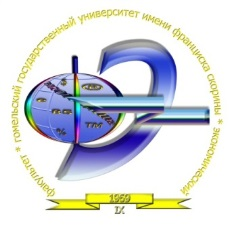 факультет * гомельский государственный университет имени франциска скорины * экономический
%
1969
IX